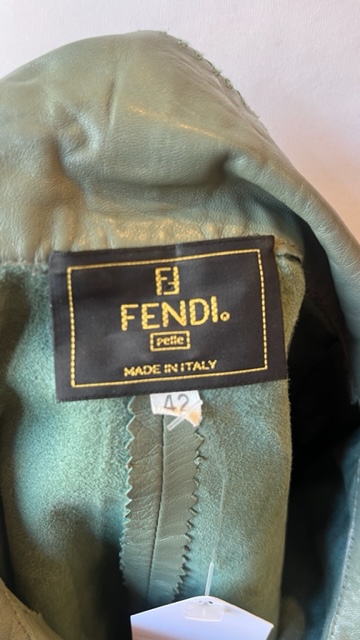 FF
FENDI®
Pelle
MADE IN ITALY
42